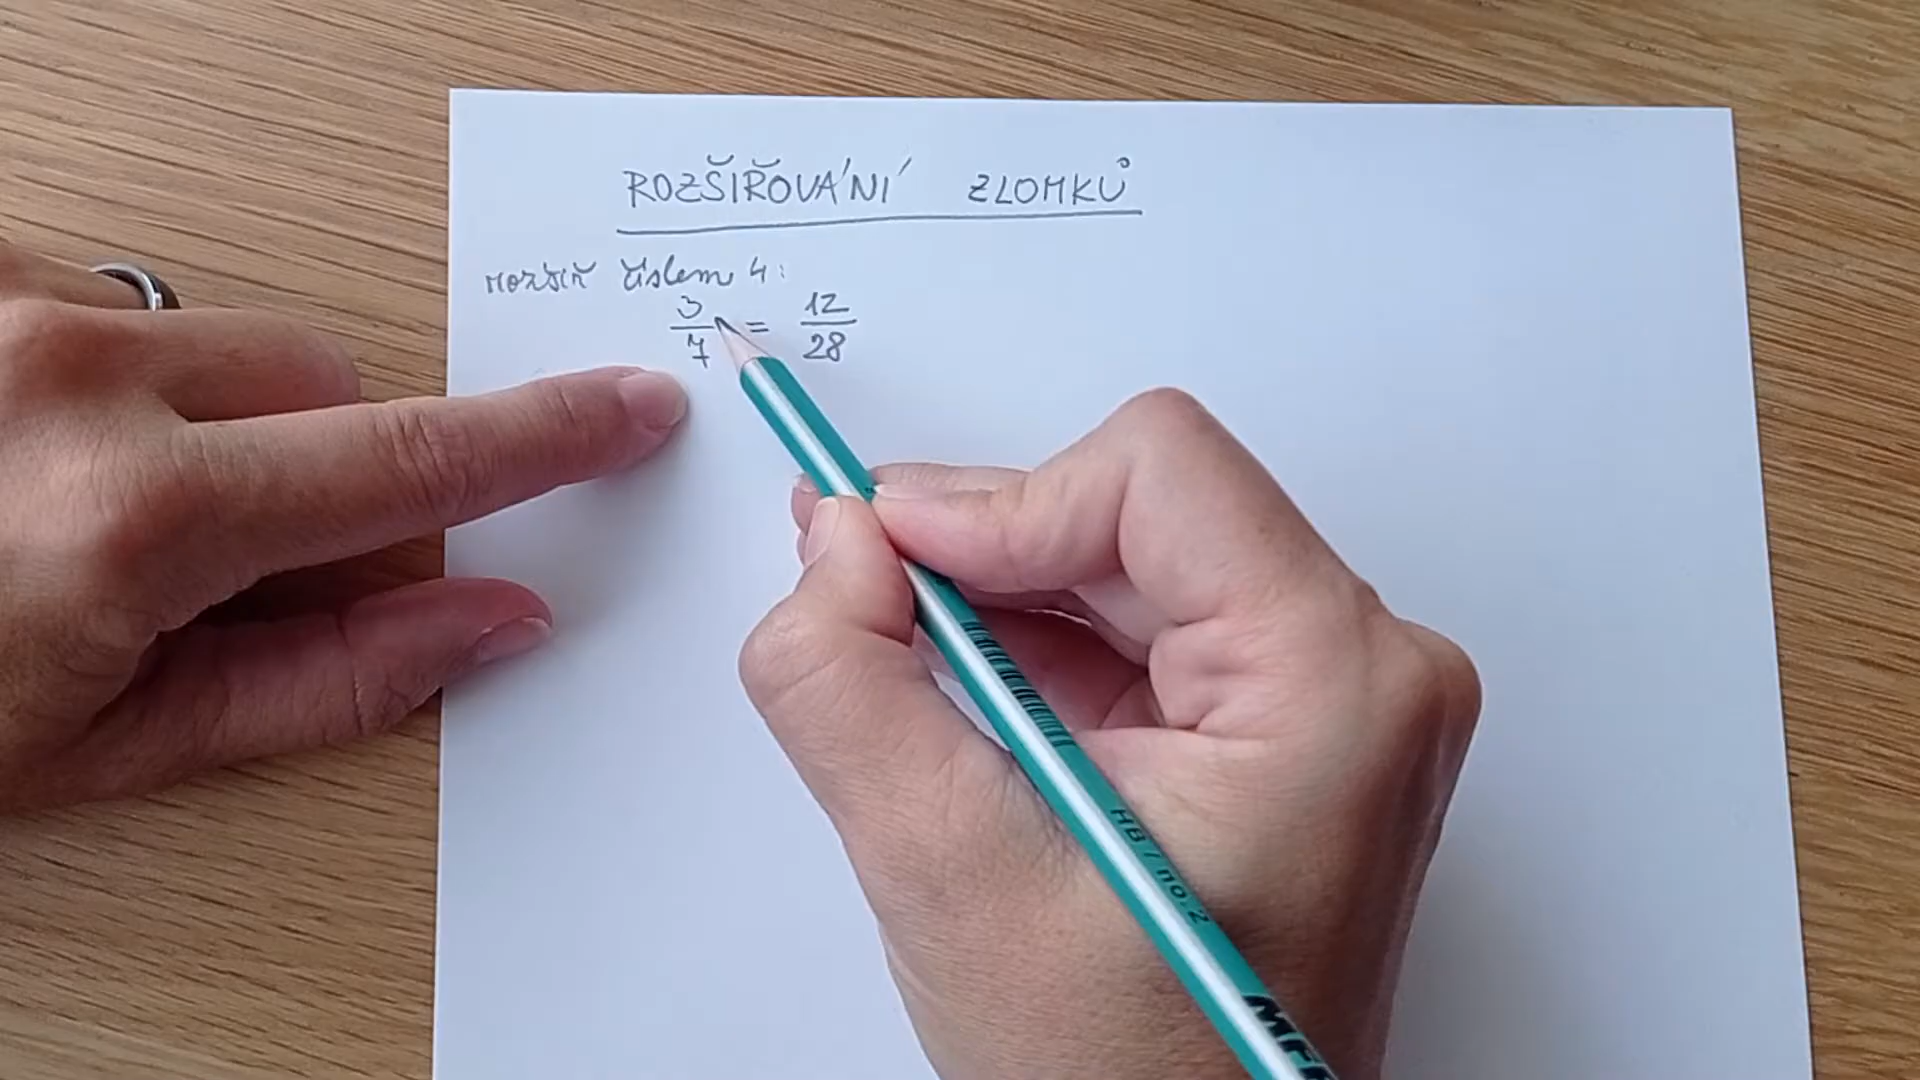 ROZŠIŘOVÁNÍ ZLOMKŮ
rozšiř číslem 4:
3/7 = 12/28
HB / no. 2